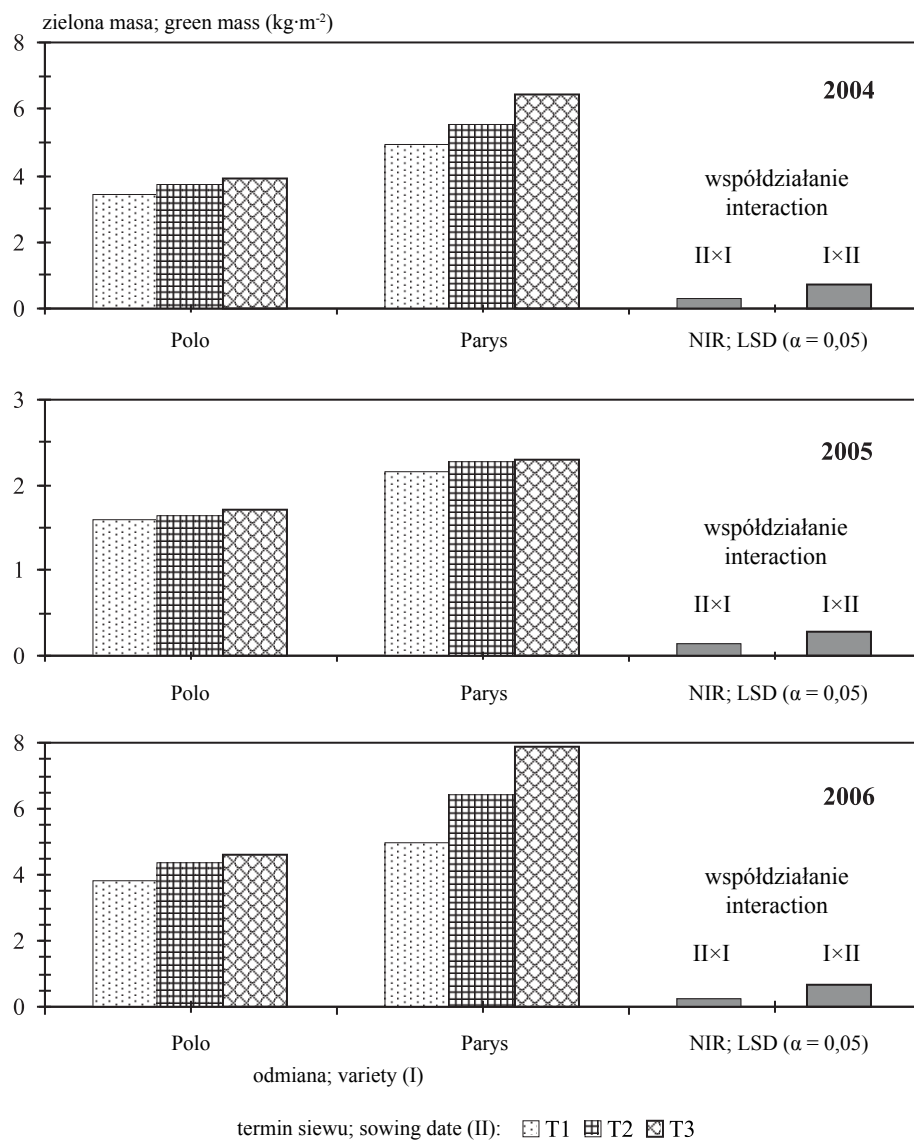 zielona masa; green mass (kg·m-2)
8
2004
6
współdziałanie
interaction
4
II×I I×II
2
0
Polo Parys NIR; LSD (α = 0,05)
3
2005
2
współdziałanie
interaction
1
II×I I×II
0
Polo Parys NIR; LSD (α = 0,05)
8
2006
6
4
współdziałanie
interaction
2
II×I I×II
0
Polo Parys NIR; LSD (α = 0,05)
odmiana; variety (I)
termin siewu; sowing date (II): T1 T2 T3